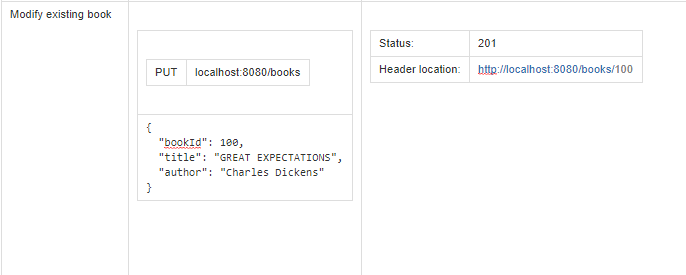 Modify existing book
PUT localhost:8080/books
{
"bookId": 100,
"title": "GREAT EXPECTATIONS",
"author": "Charles Dickens"
}
Status: 201
Header location: http://localhost:8080/books/100